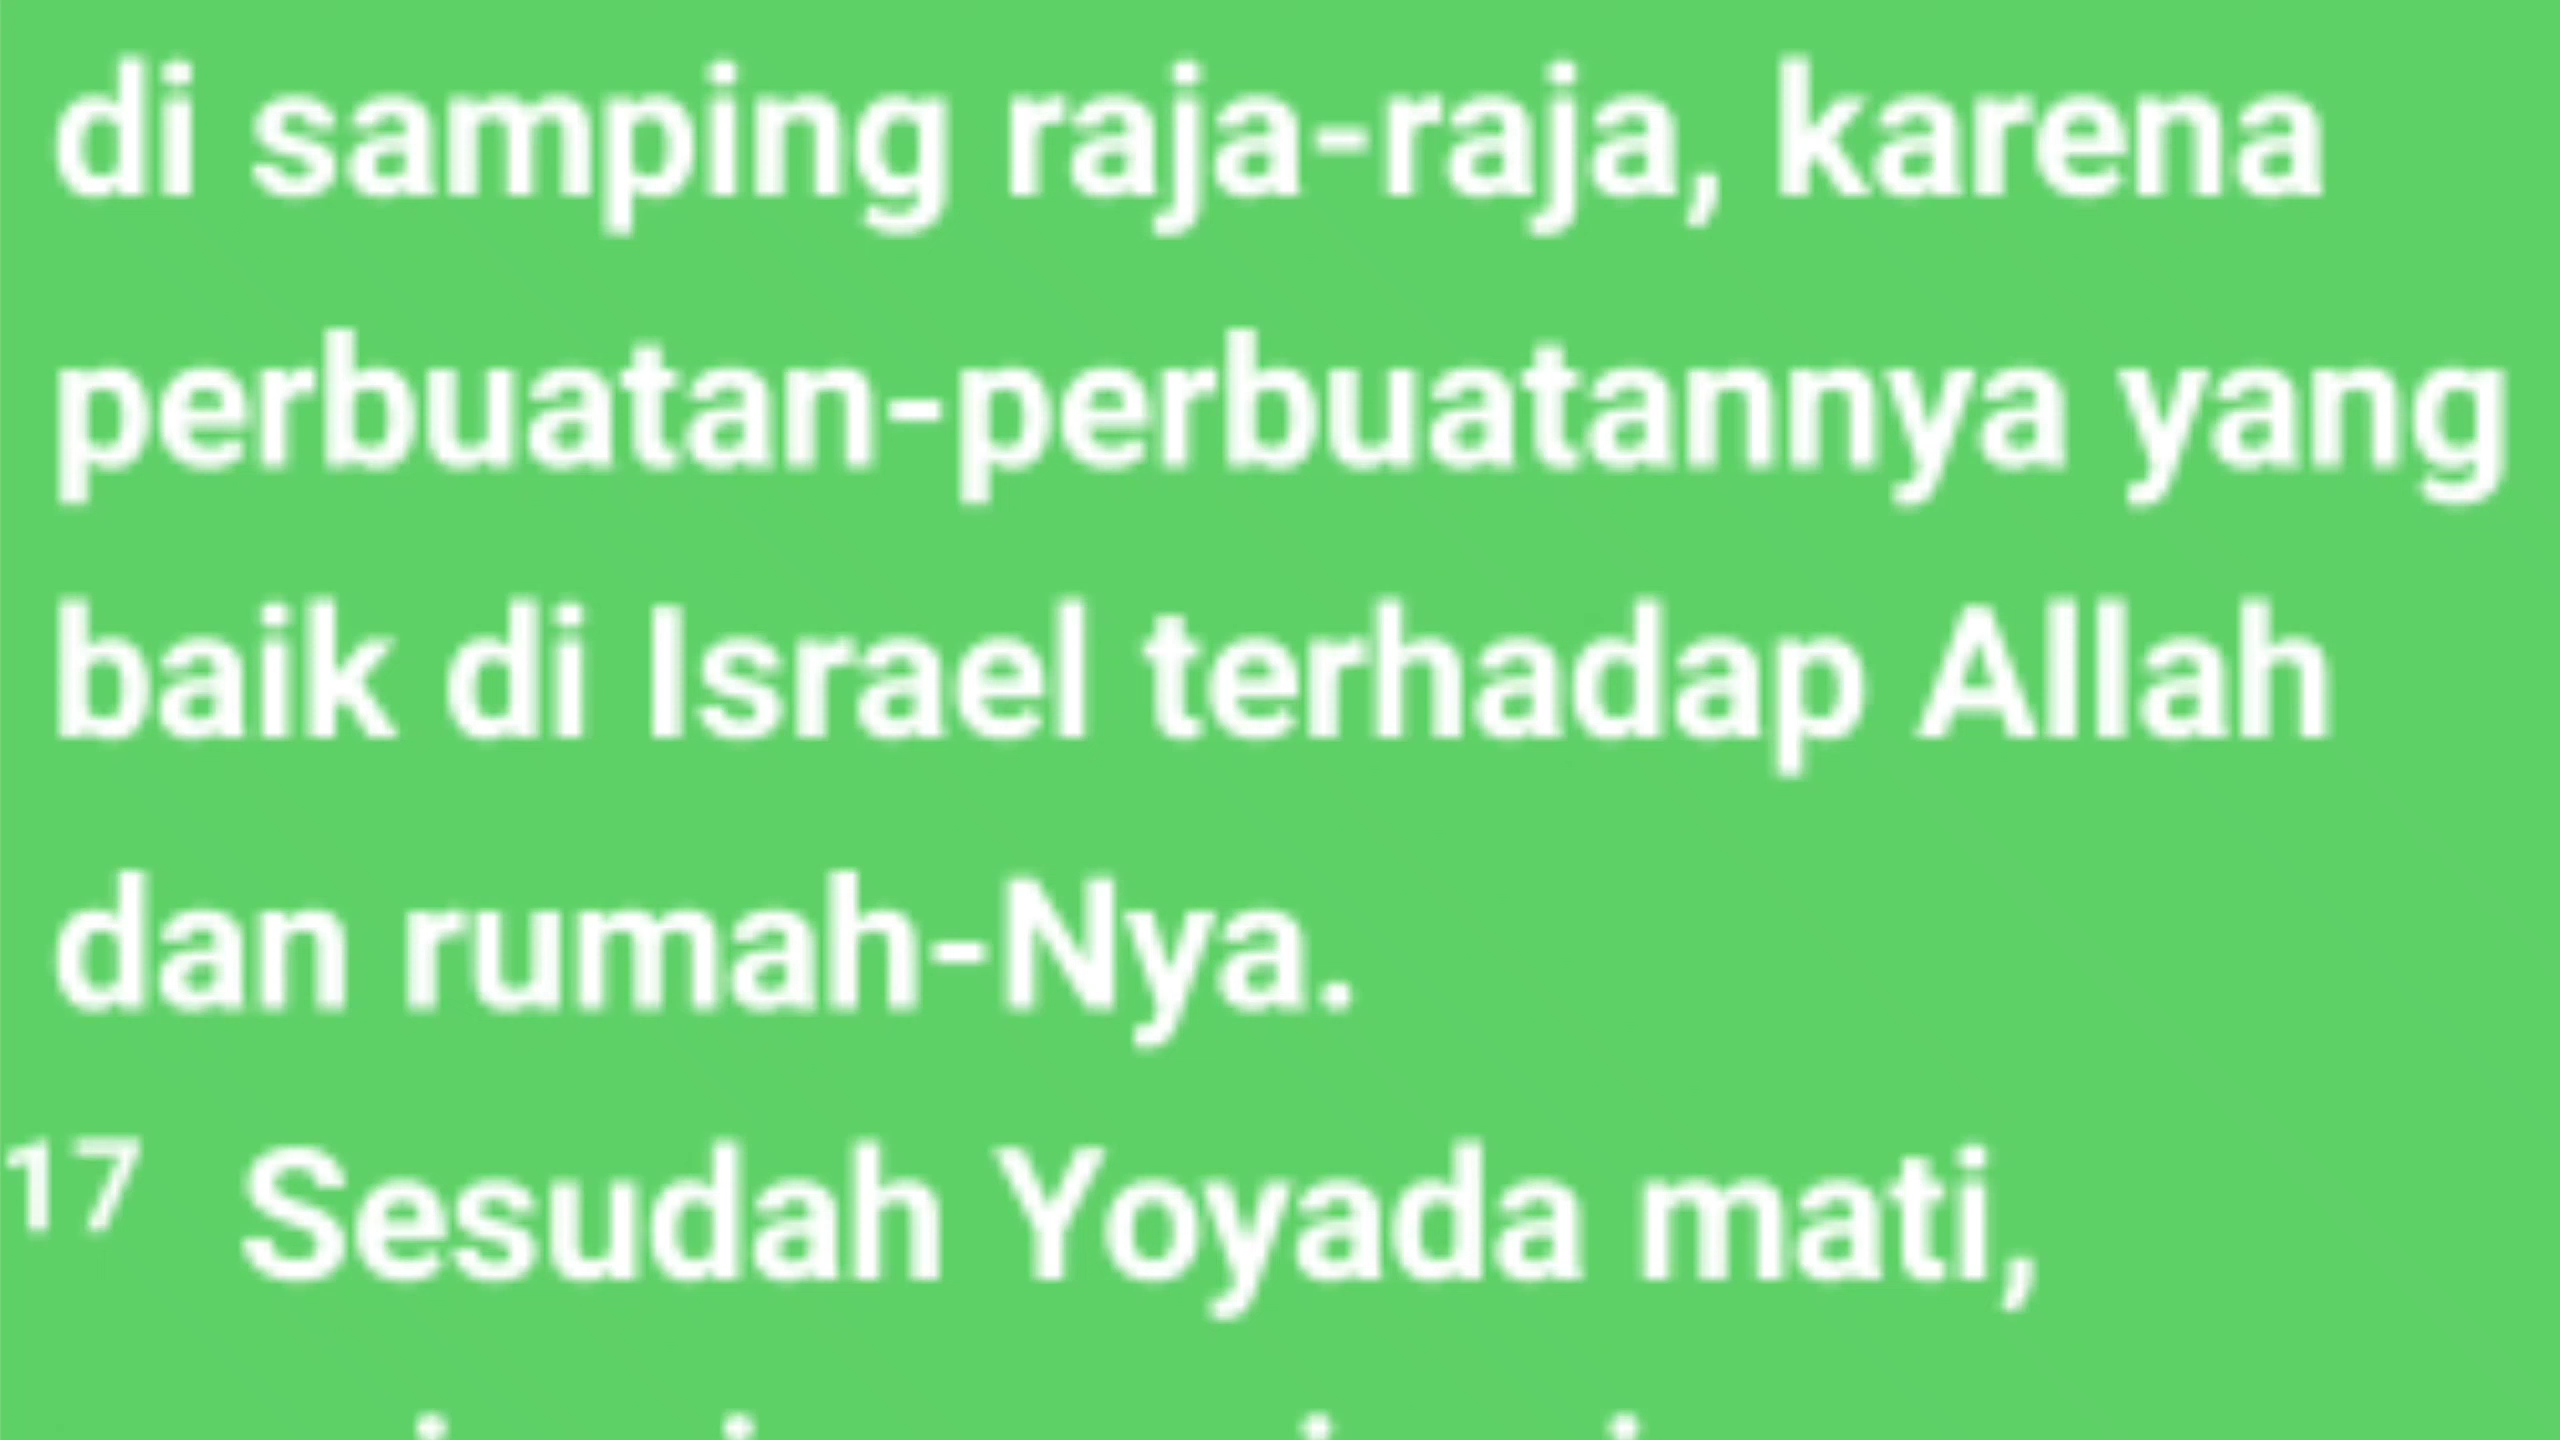 di samping raja-raja, karena
perbuatan-perbuatannya yang
baik di Israel terhadap Allah
dan rumah-Nya.
17 Sesudah Yoyada mati,